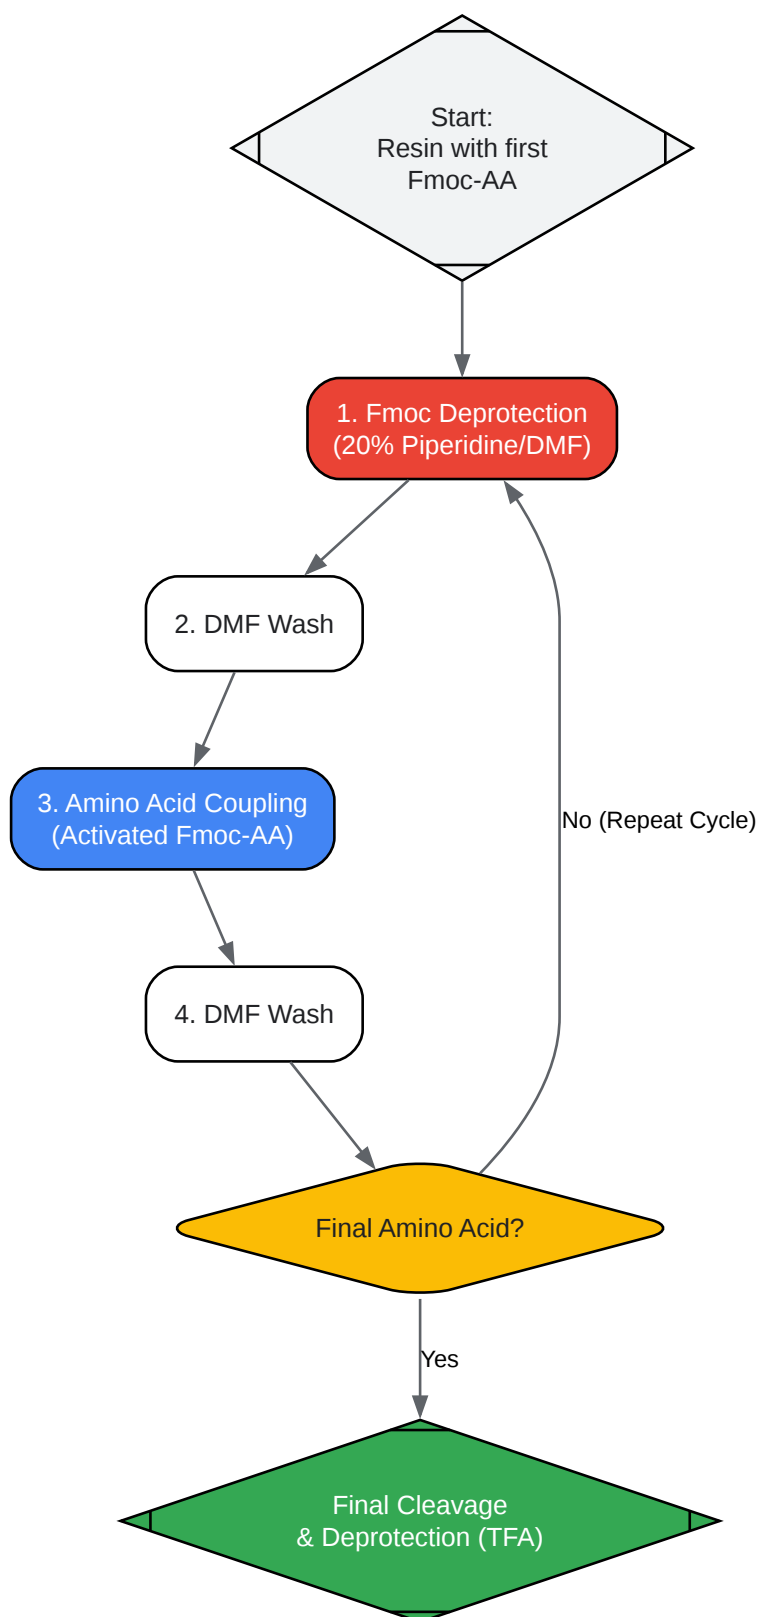 Start:
Resin with first
Fmoc-AA
1. Fmoc Deprotection
(20% Piperidine/DMF)
2. DMF Wash
3. Amino Acid Coupling
(Activated Fmoc-AA)
No (Repeat Cycle)
4. DMF Wash
Final Amino Acid?
Yes
Final Cleavage
& Deprotection (TFA)